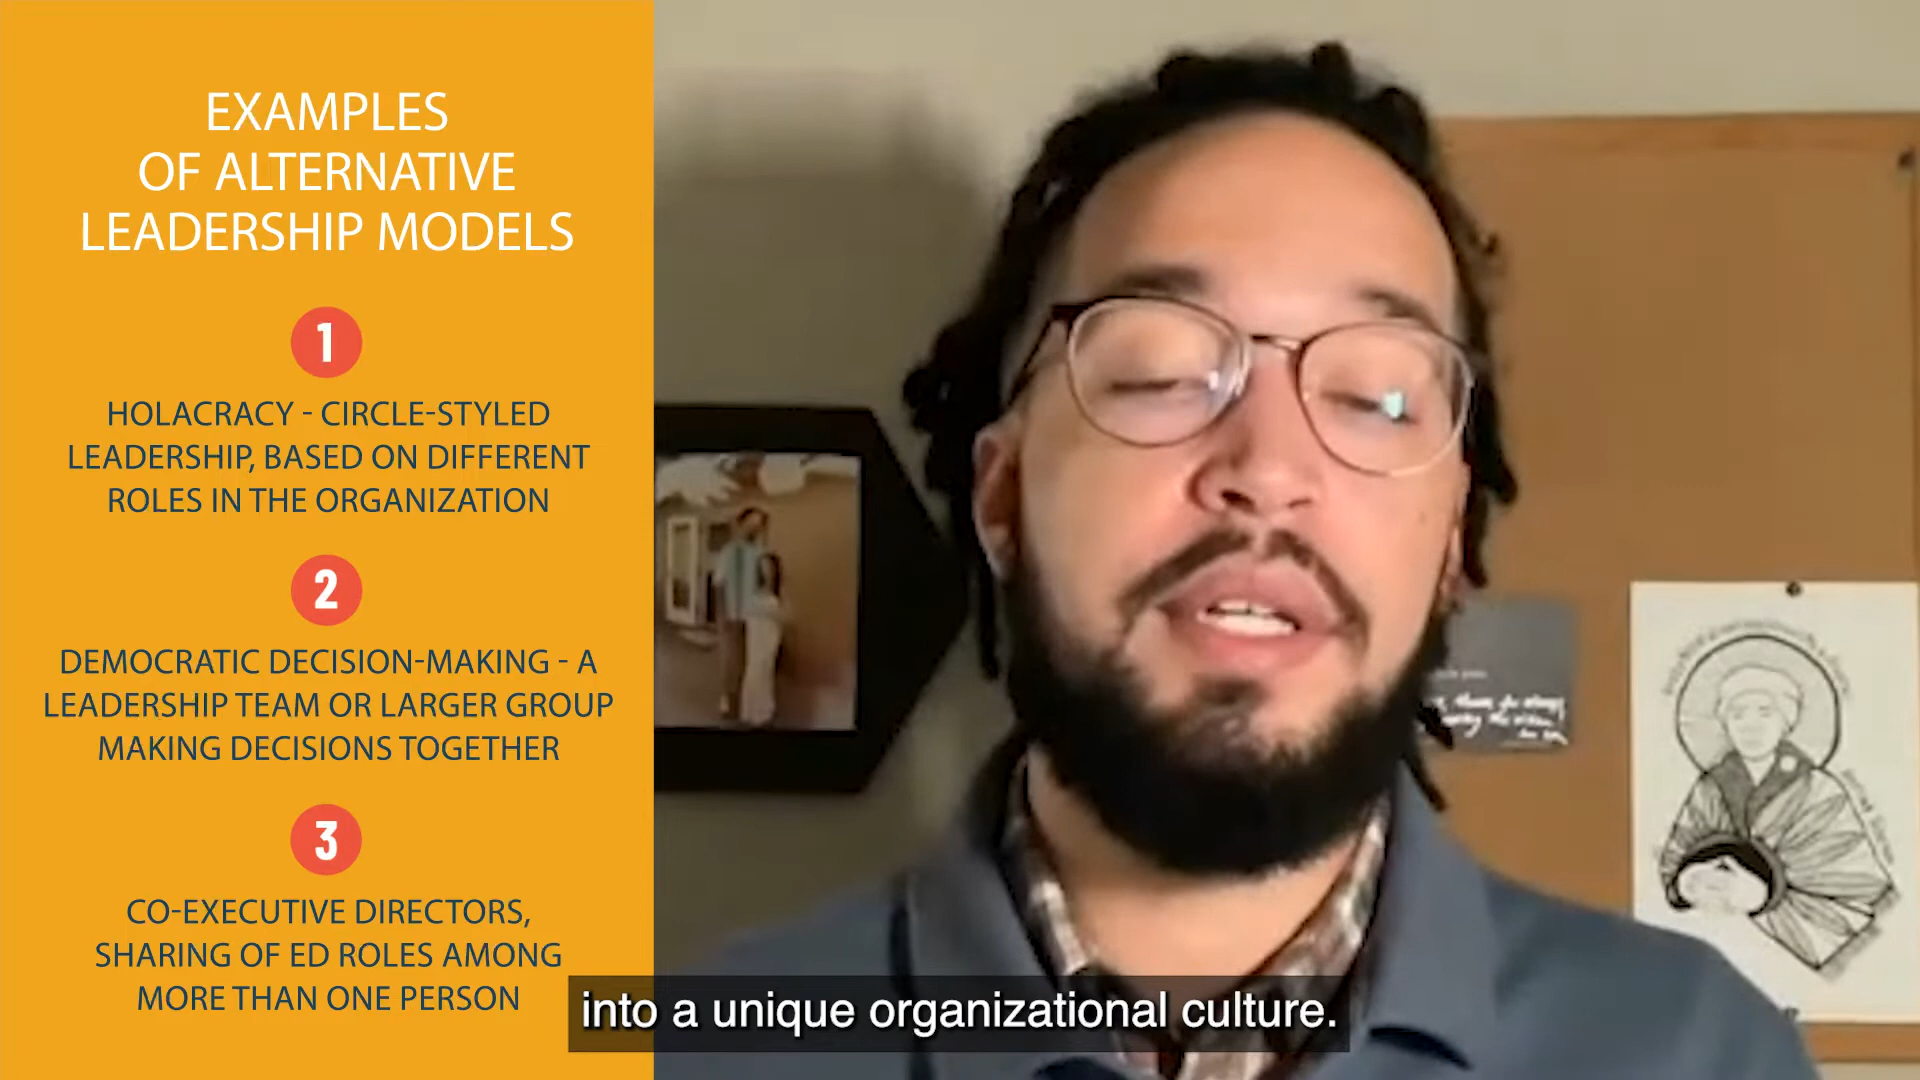 EXAMPLES
OF ALTERNATIVE
LEADERSHIP MODELS
1
HOLACRACY - CIRCLE-STYLED
LEADERSHIP, BASED ON DIFFERENT
ROLES IN THE ORGANIZATION
2
DEMOCRATIC DECISION-MAKING - A
LEADERSHIP TEAM OR LARGER GROUP
MAKING DECISIONS TOGETHER
3
CO-EXECUTIVE DIRECTORS,
SHARING OF ED ROLES AMONG
MORE THAN ONE PERSON
into a unique organizational culture.